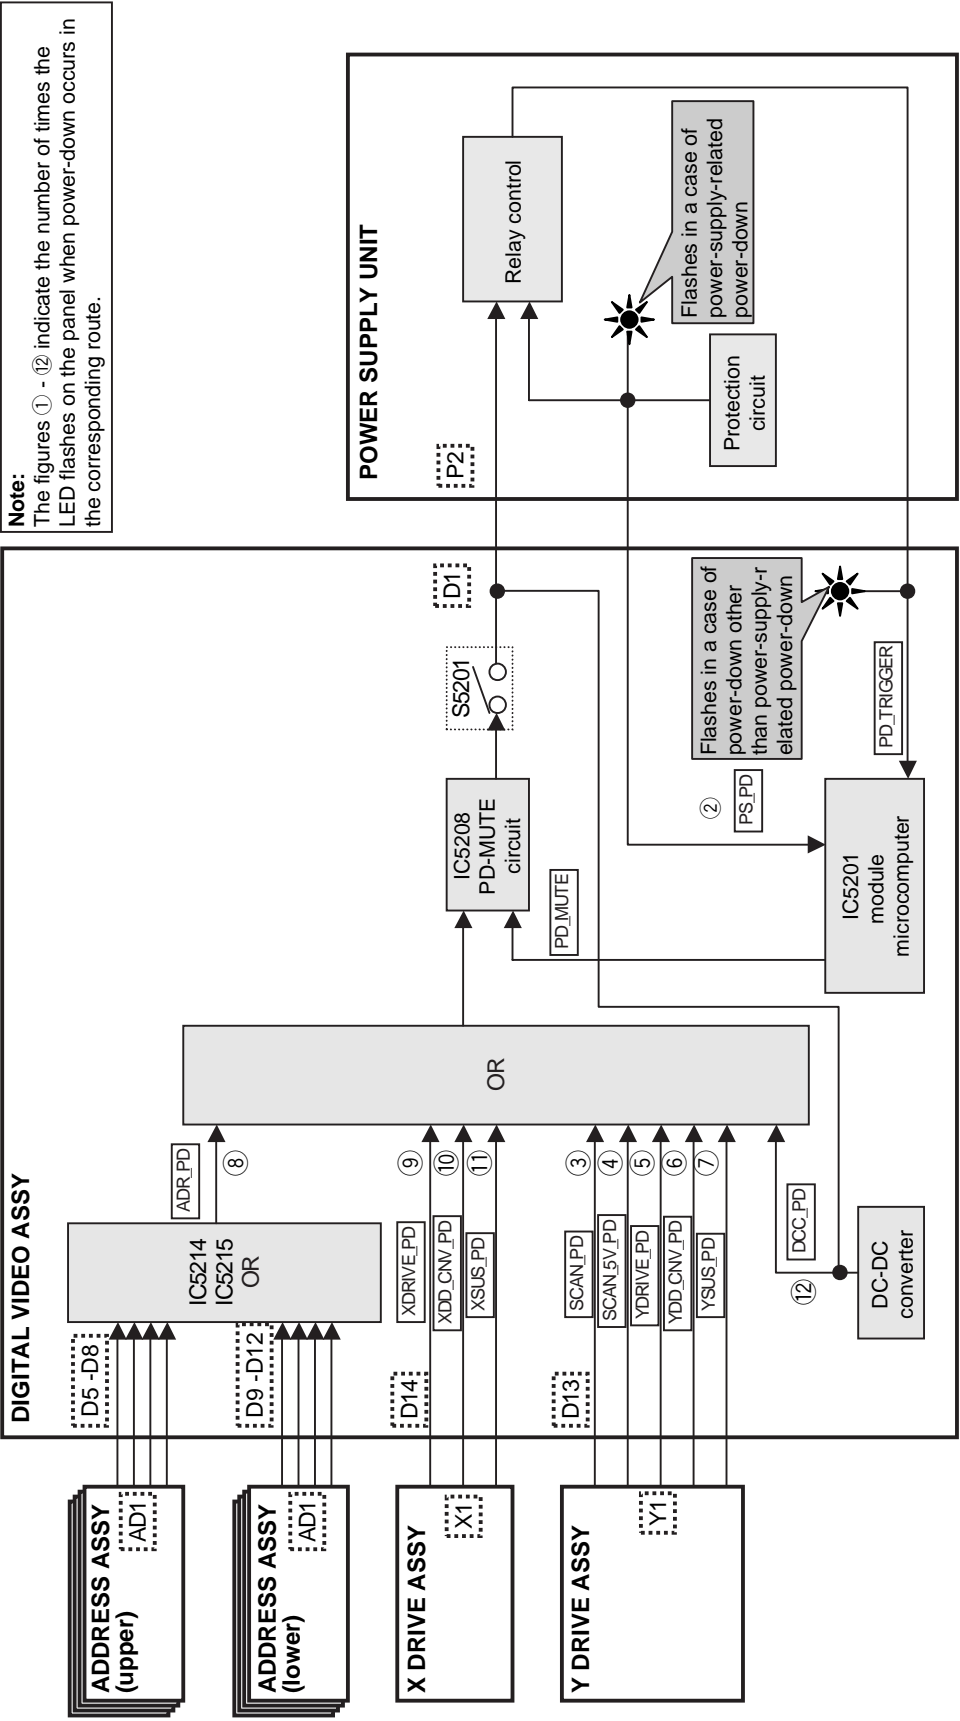 Note:
The figures ① - ⑫ indicate the number of times the
LED flashes on the panel when power-down occurs in
the corresponding route.
DIGITAL VIDEO ASSY
POWER SUPPLY UNIT
ADDRESS ASSY
(upper)
AD1
D5 -D8
IC5214
IC5215
OR
ADR_PD
⑧
ADDRESS ASSY
(lower)
AD1
D9 -D12
X DRIVE ASSY
X1
D14
XDRIVE_PD
⑨
XDD_CNV_PD
⑩
XSUS_PD
⑪
Y DRIVE ASSY
Y1
D13
SCAN_PD
③
SCAN_5V_PD
④
YDRIVE_PD
⑤
YDD_CNV_PD
⑥
YSUS_PD
⑦
DCC_PD
⑫
DC-DC
converter
OR
IC5208
PD-MUTE
circuit
PD_MUTE
S5201
D1
P2
Relay control
Flashes in a case of
power-supply-related
power-down
Protection
circuit
②
PS_PD
Flashes in a case of
power-down other
than power-supply-r
elated power-down
PD_TRIGGER
IC5201
module
microcomputer